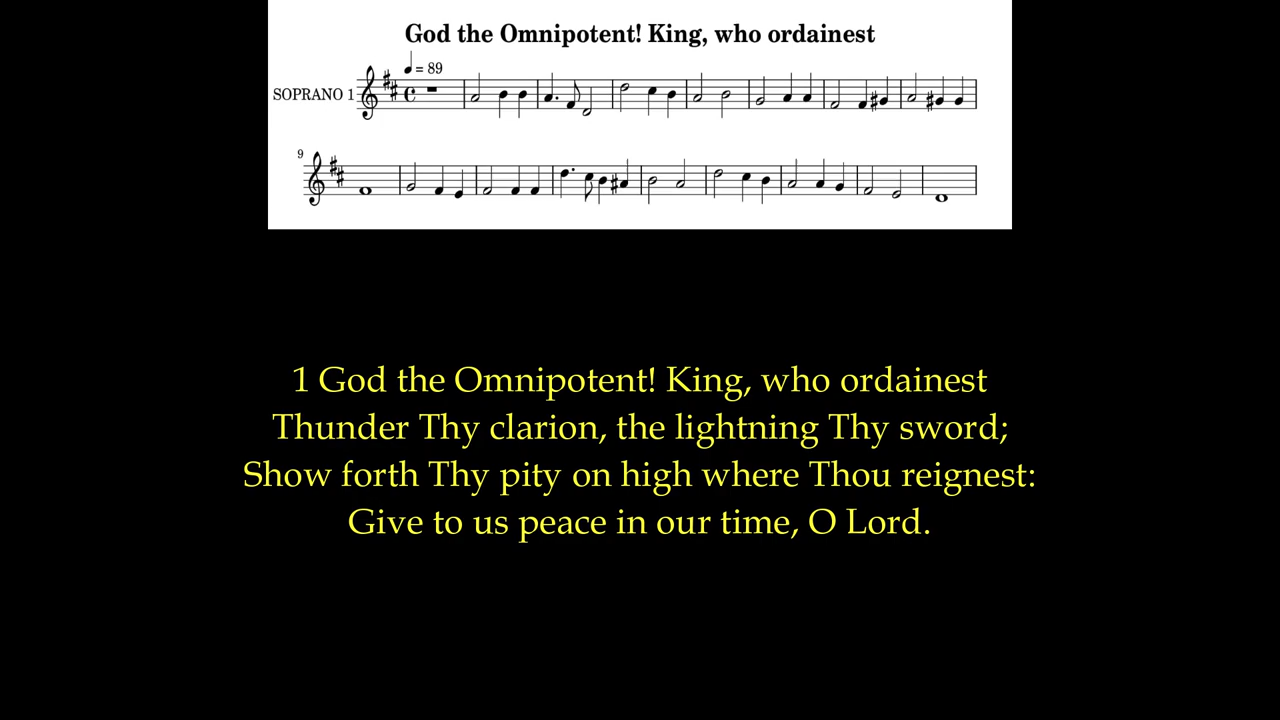 God the Omnipotent! King, who ordainest
♩ = 89
SOPRANO 1
9
1 God the Omnipotent! King, who ordainest
Thunder Thy clarion, the lightning Thy sword;
Show forth Thy pity on high where Thou reignest:
Give to us peace in our time, O Lord.